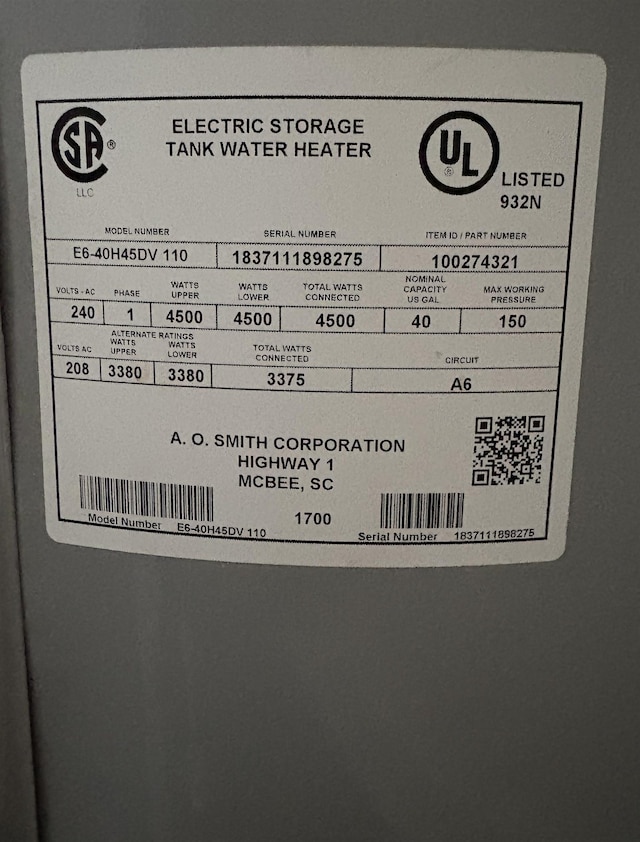 SA ®
LLC
ELECTRIC STORAGE
TANK WATER HEATER
UL ®
LISTED
932N
MODEL NUMBER SERIAL NUMBER ITEM ID / PART NUMBER
E6-40H45DV 110 1837111898275 100274321
VOLTS - AC PHASE WATTS UPPER WATTS LOWER TOTAL WATTS CONNECTED NOMINAL CAPACITY US GAL MAX WORKING PRESSURE
240 1 4500 4500 4500 40 150
ALTERNATE RATINGS
VOLTS AC WATTS UPPER WATTS LOWER TOTAL WATTS CONNECTED CIRCUIT
208 3380 3380 3375 A6
A. O. SMITH CORPORATION
HIGHWAY 1
MCBEE, SC
1700
Model Number E6-40H45DV 110
Serial Number 1837111898275